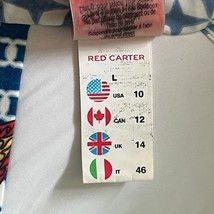 RED CARTER
L
USA 10
CAN 12
UK 14
IT 46